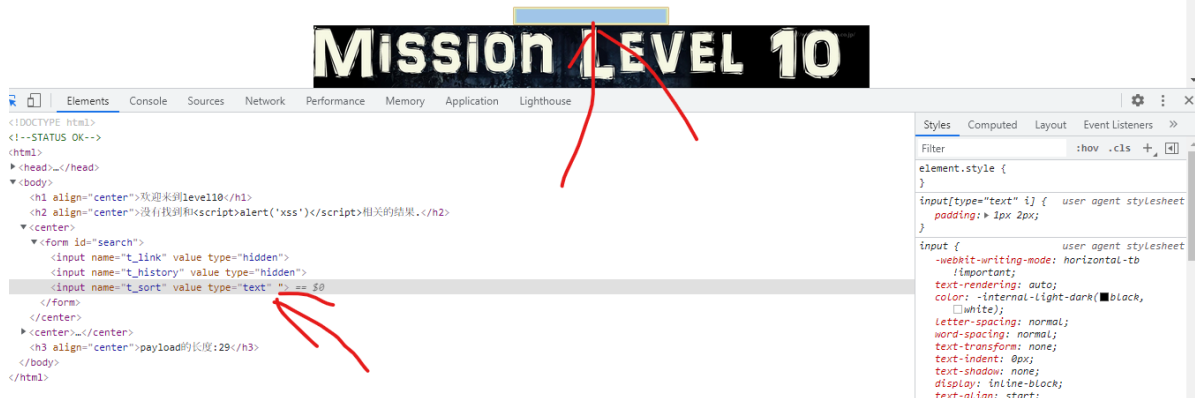 Mission Level 10
Elements Console Sources Network Performance Memory Application Lighthouse
<!DOCTYPE html>
<!--STATUS OK-->
<html>
<head>…</head>
<body>
<h1 align="center">欢迎来到level10</h1>
<h2 align="center">没有找到和<script>alert('xss')</script>相关的结果.</h2>
<center>
<form id="search">
<input name="t_link" value type="hidden">
<input name="t_history" value type="hidden">
<input name="t_sort" value type="text" "> == $0
</form>
</center>
<center>…</center>
<h3 align="center">payload的长度:29</h3>
</body>
</html>
Styles Computed Layout Event Listeners »
Filter :hov .cls +
element.style {
}
input[type="text" i] { user agent stylesheet
padding: 1px 2px;
}
input { user agent stylesheet
-webkit-writing-mode: horizontal-tb
!important;
text-rendering: auto;
color: -internal-light-dark(black,
white);
letter-spacing: normal;
word-spacing: normal;
text-transform: none;
text-indent: 0px;
text-shadow: none;
display: inline-block;
text-align: start;